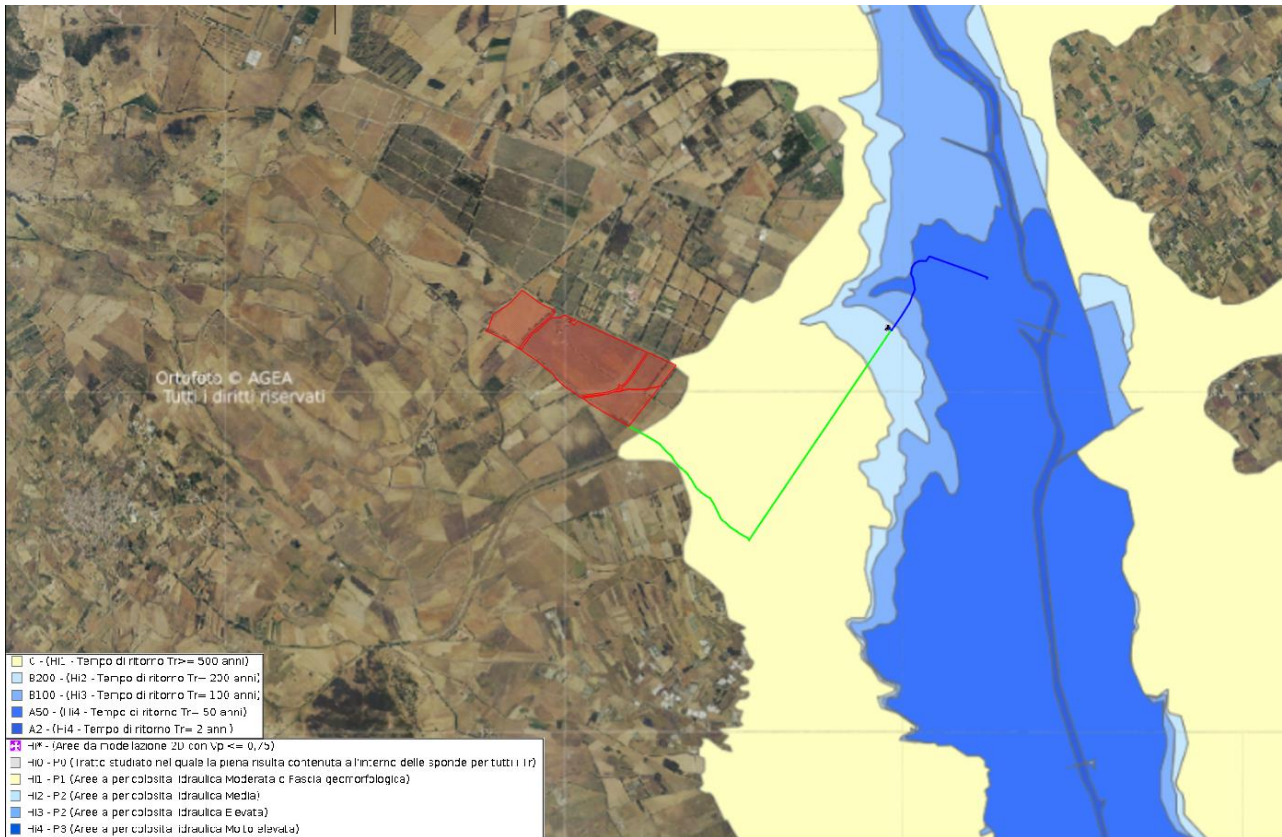 Ortofoto © AGEA
Tutti i diritti riservati
C - (Hi1 - Tempo di ritorno Tr>= 500 anni)
B200 - (Hi2 - Tempo di ritorno Tr= 200 anni)
B100 - (Hi3 - Tempo di ritorno Tr= 100 anni)
A50 - (Hi4 - Tempo di ritorno Tr= 50 anni)
A2 - (Hi4 - Tempo di ritorno Tr= 2 anni)
Hi* - (Aree da modellazione 2D con Vp <= 0,75)
Hi0 - P0 (Tratto studiato nel quale la piena risulta contenuta all'interno delle sponde per tutti i Tr)
Hi1 - P1 (Aree a pericolosità idraulica Moderata o Fascia geomorfologica)
Hi2 - P2 (Aree a pericolosità idraulica Media)
Hi3 - P2 (Aree a pericolosità idraulica Elevata)
Hi4 - P3 (Aree a pericolosità idraulica Molto elevata)